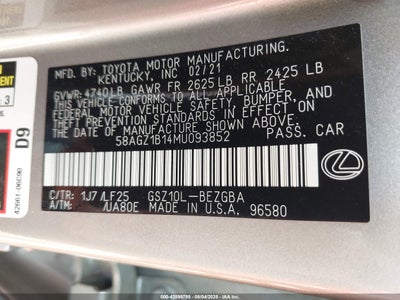 MFD. BY: TOYOTA MOTOR MANUFACTURING,
KENTUCKY, INC 02/21
GVWR: 4740LB GAWR FR 2625LB RR 2425 LB
THIS VEHICLE CONFORMS TO ALL APPLICABLE
FEDERAL MOTOR VEHICLE SAFETY, BUMPER, AND
THEFT PREVENTION STANDARDS IN EFFECT ON THE
DATE OF MANUFACTURE SHOWN ABOVE.
58AGZ1B14MU093852 PASS. CAR
C/TR: 1J7 /LF25 GSZ10L-BEZGBA
A/TM: /UA80E MADE IN U.S.A. 96580
D9
42661-06C90